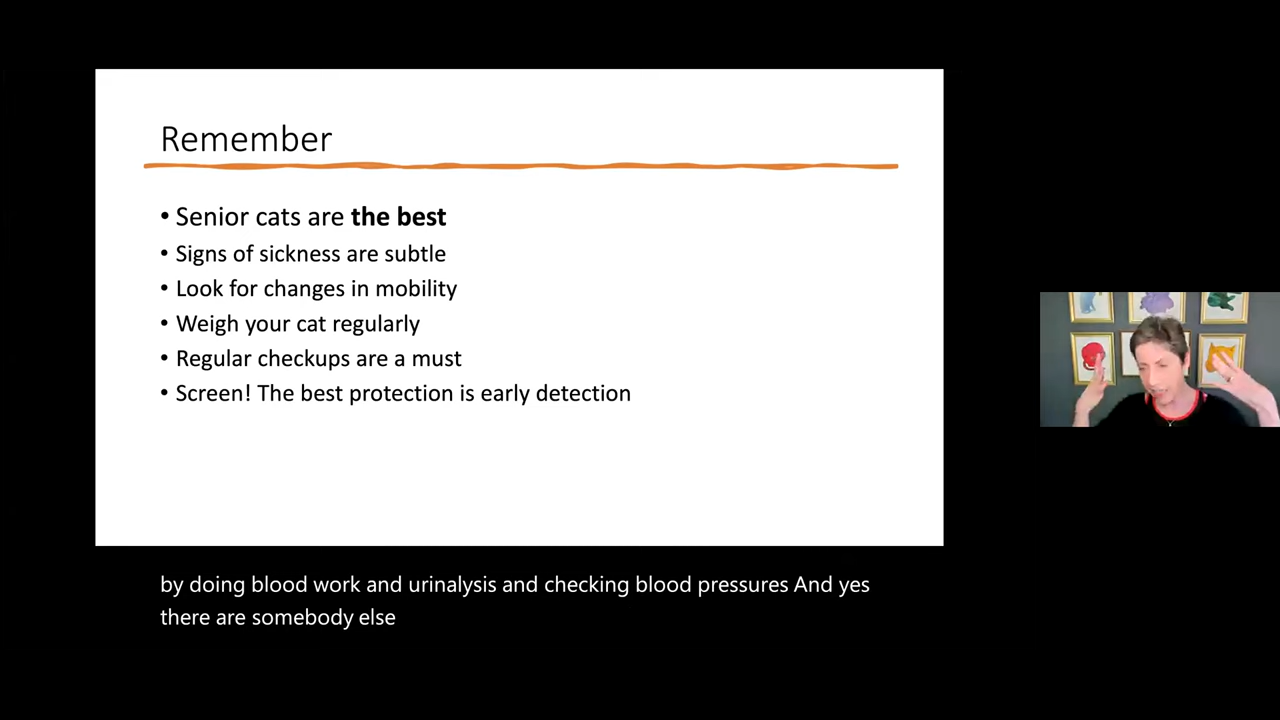 Remember
• Senior cats are the best
• Signs of sickness are subtle
• Look for changes in mobility
• Weigh your cat regularly
• Regular checkups are a must
• Screen! The best protection is early detection
by doing blood work and urinalysis and checking blood pressures And yes
there are somebody else